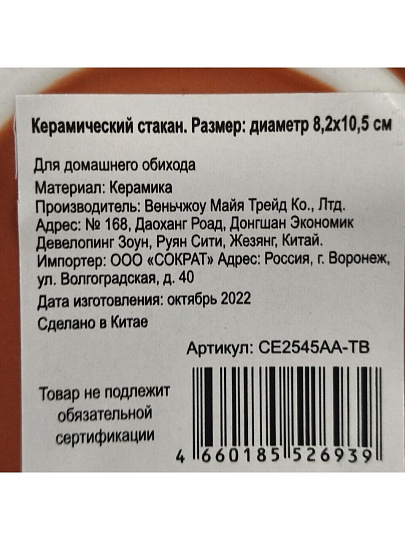 Керамический стакан. Размер: диаметр 8,2х10,5 см
Для домашнего обихода
Материал: Керамика
Производитель: Веньчжоу Майя Трейд Ко., Лтд.
Адрес: № 168, Даоханг Роад, Донгшан Экономик
Девелопинг Зоун, Руян Сити, Жезянг, Китай.
Импортер: ООО «СОКРАТ» Адрес: Россия, г. Воронеж,
ул. Волгоградская, д. 40
Дата изготовления: октябрь 2022
Сделано в Китае
Артикул: CE2545AA-TB
Товар не подлежит
обязательной
сертификации
4 660185 526939